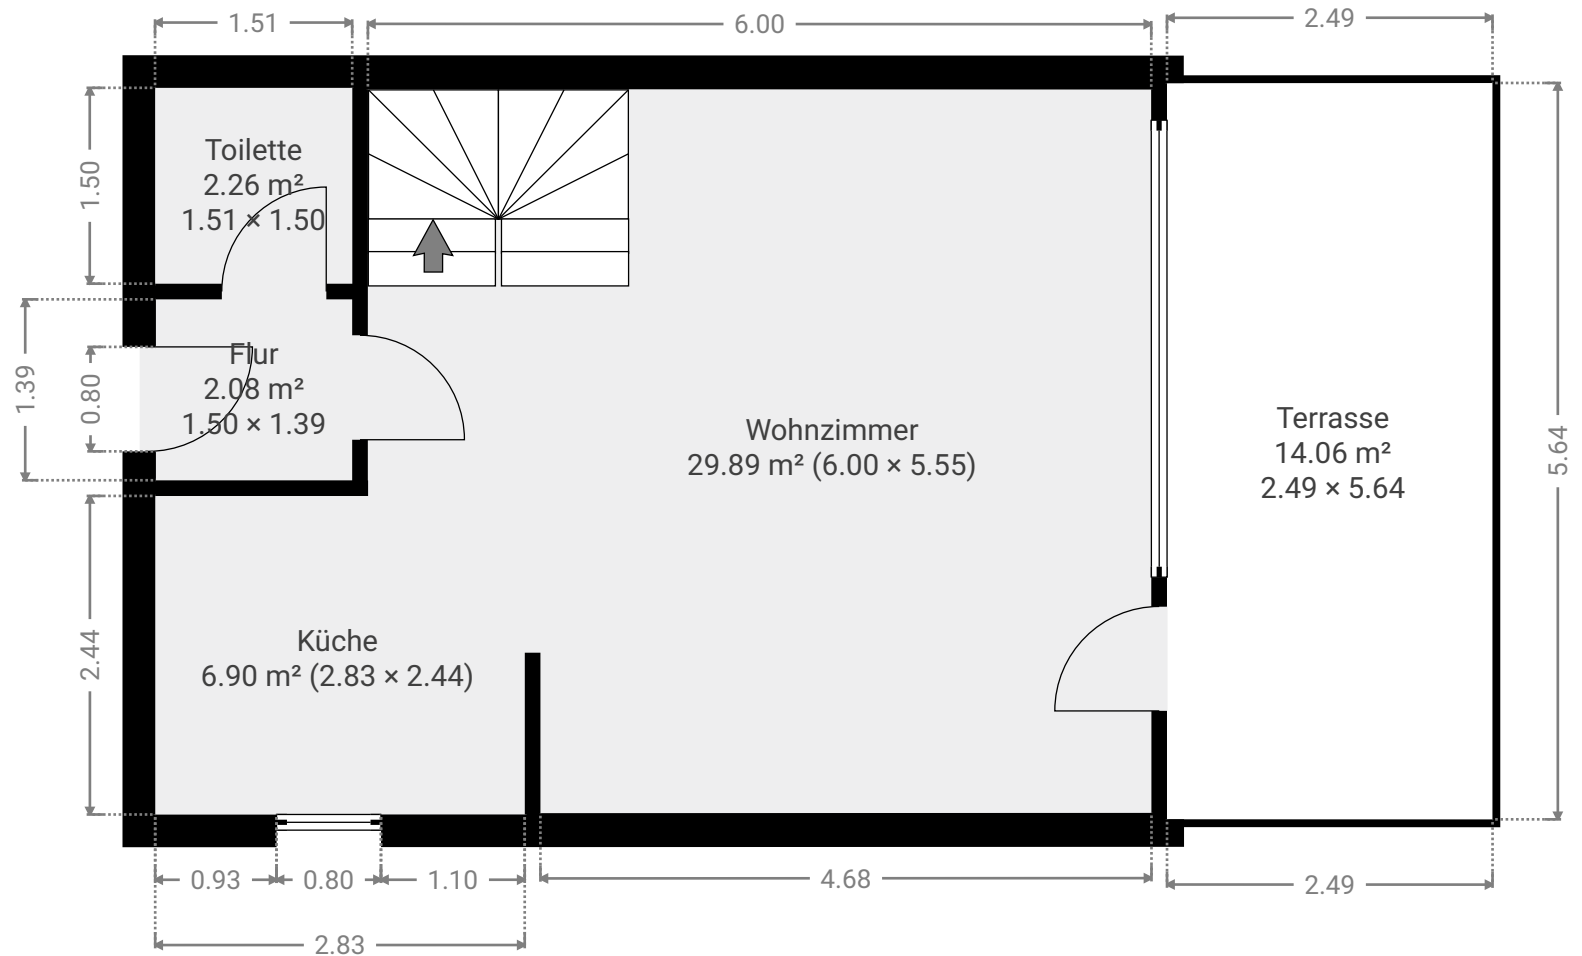 1.51
6.00
2.49
1.50
Toilette
2.26 m²
1.51 × 1.50
1.39
0.80
Flur
2.08 m²
1.50 × 1.39
Wohnzimmer
29.89 m² (6.00 × 5.55)
Terrasse
14.06 m²
2.49 × 5.64
5.64
2.44
Küche
6.90 m² (2.83 × 2.44)
0.93
0.80
1.10
4.68
2.49
2.83